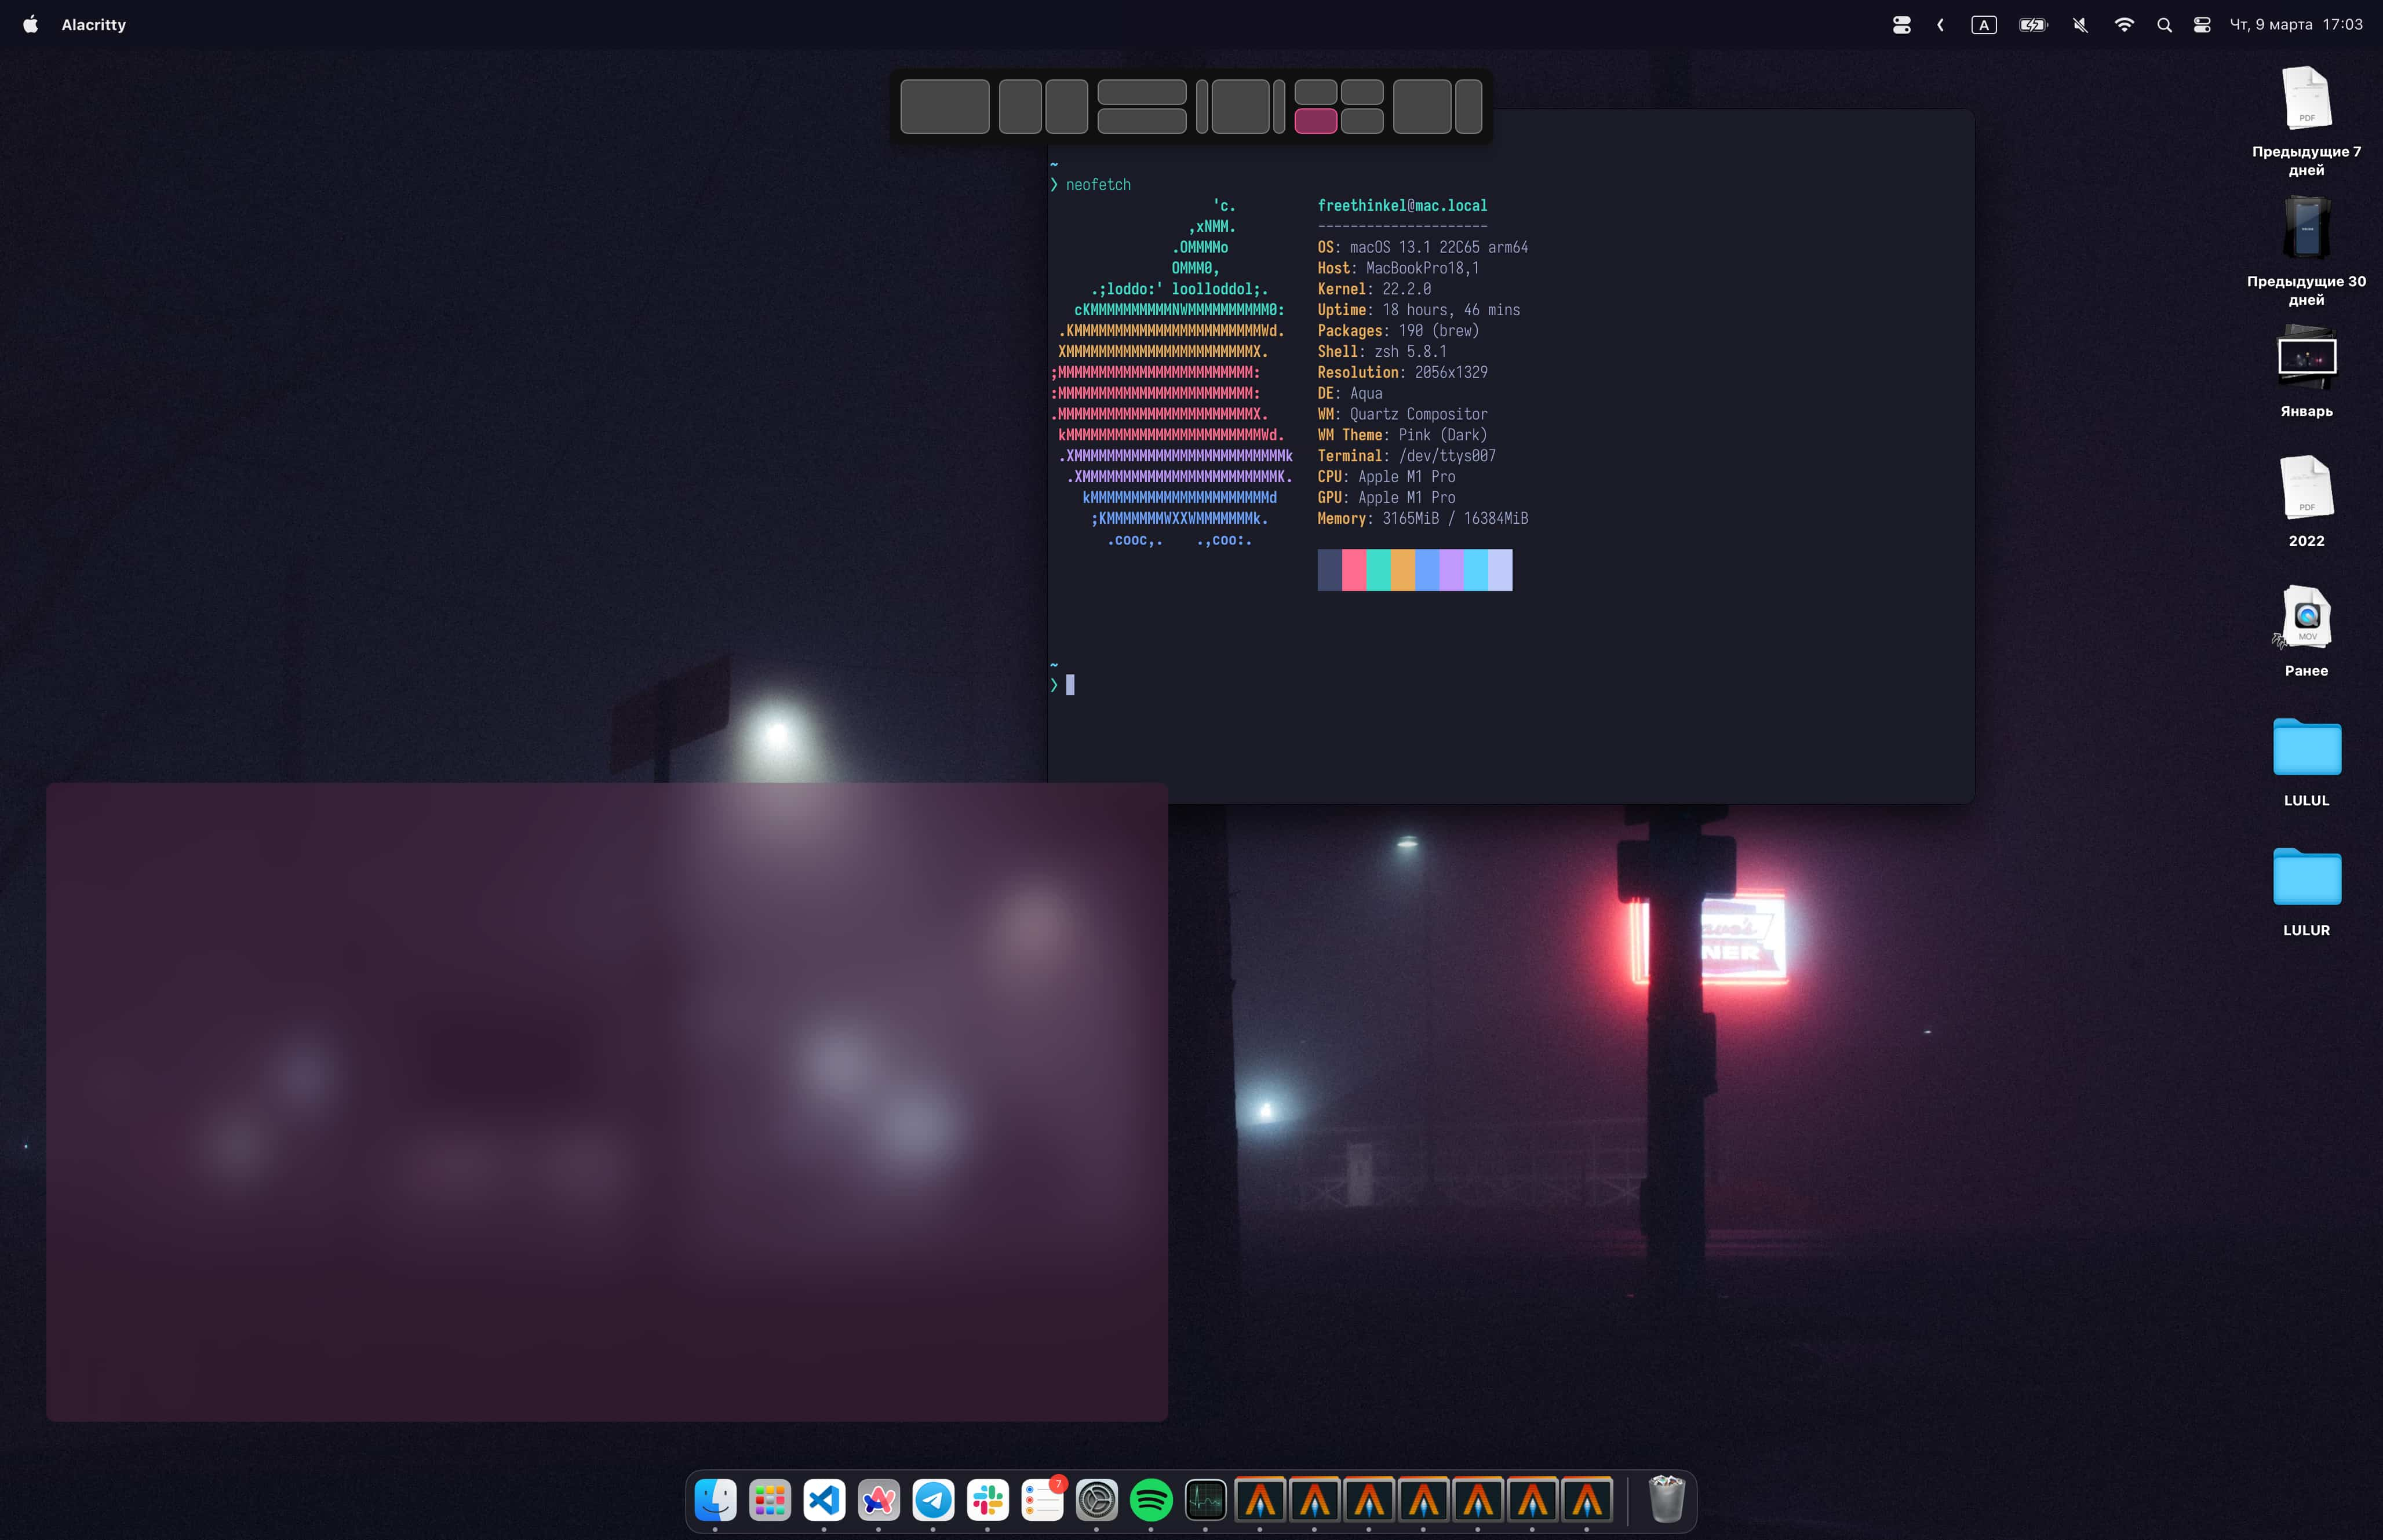 Alacritty
A
Чт, 9 марта 17:03
~
❯ neofetch
'c.
,xNMM.
.OMMMMo
OMMM0,
.;loddo:' loolloddol;.
cKMMMMMMMMMMNWMMMMMMMMMM0:
.KMMMMMMMMMMMMMMMMMMMMMMMWd.
XMMMMMMMMMMMMMMMMMMMMMMMX.
;MMMMMMMMMMMMMMMMMMMMMMMM:
:MMMMMMMMMMMMMMMMMMMMMMMM:
.MMMMMMMMMMMMMMMMMMMMMMMMX.
kMMMMMMMMMMMMMMMMMMMMMMMMWd.
.XMMMMMMMMMMMMMMMMMMMMMMMMMMk
.XMMMMMMMMMMMMMMMMMMMMMMMMK.
kMMMMMMMMMMMMMMMMMMMMMMd
;KMMMMMMMWXXWMMMMMMMk.
.cooc,. .,coo:.
freethinkel@mac.local
---------------------
OS: macOS 13.1 22C65 arm64
Host: MacBookPro18,1
Kernel: 22.2.0
Uptime: 18 hours, 46 mins
Packages: 190 (brew)
Shell: zsh 5.8.1
Resolution: 2056x1329
DE: Aqua
WM: Quartz Compositor
WM Theme: Pink (Dark)
Terminal: /dev/ttys007
CPU: Apple M1 Pro
GPU: Apple M1 Pro
Memory: 3165MiB / 16384MiB
~
❯
PDF
Предыдущие 7
дней
Предыдущие 30
дней
Январь
PDF
2022
MOV
Ранее
LULUL
LULUR
7